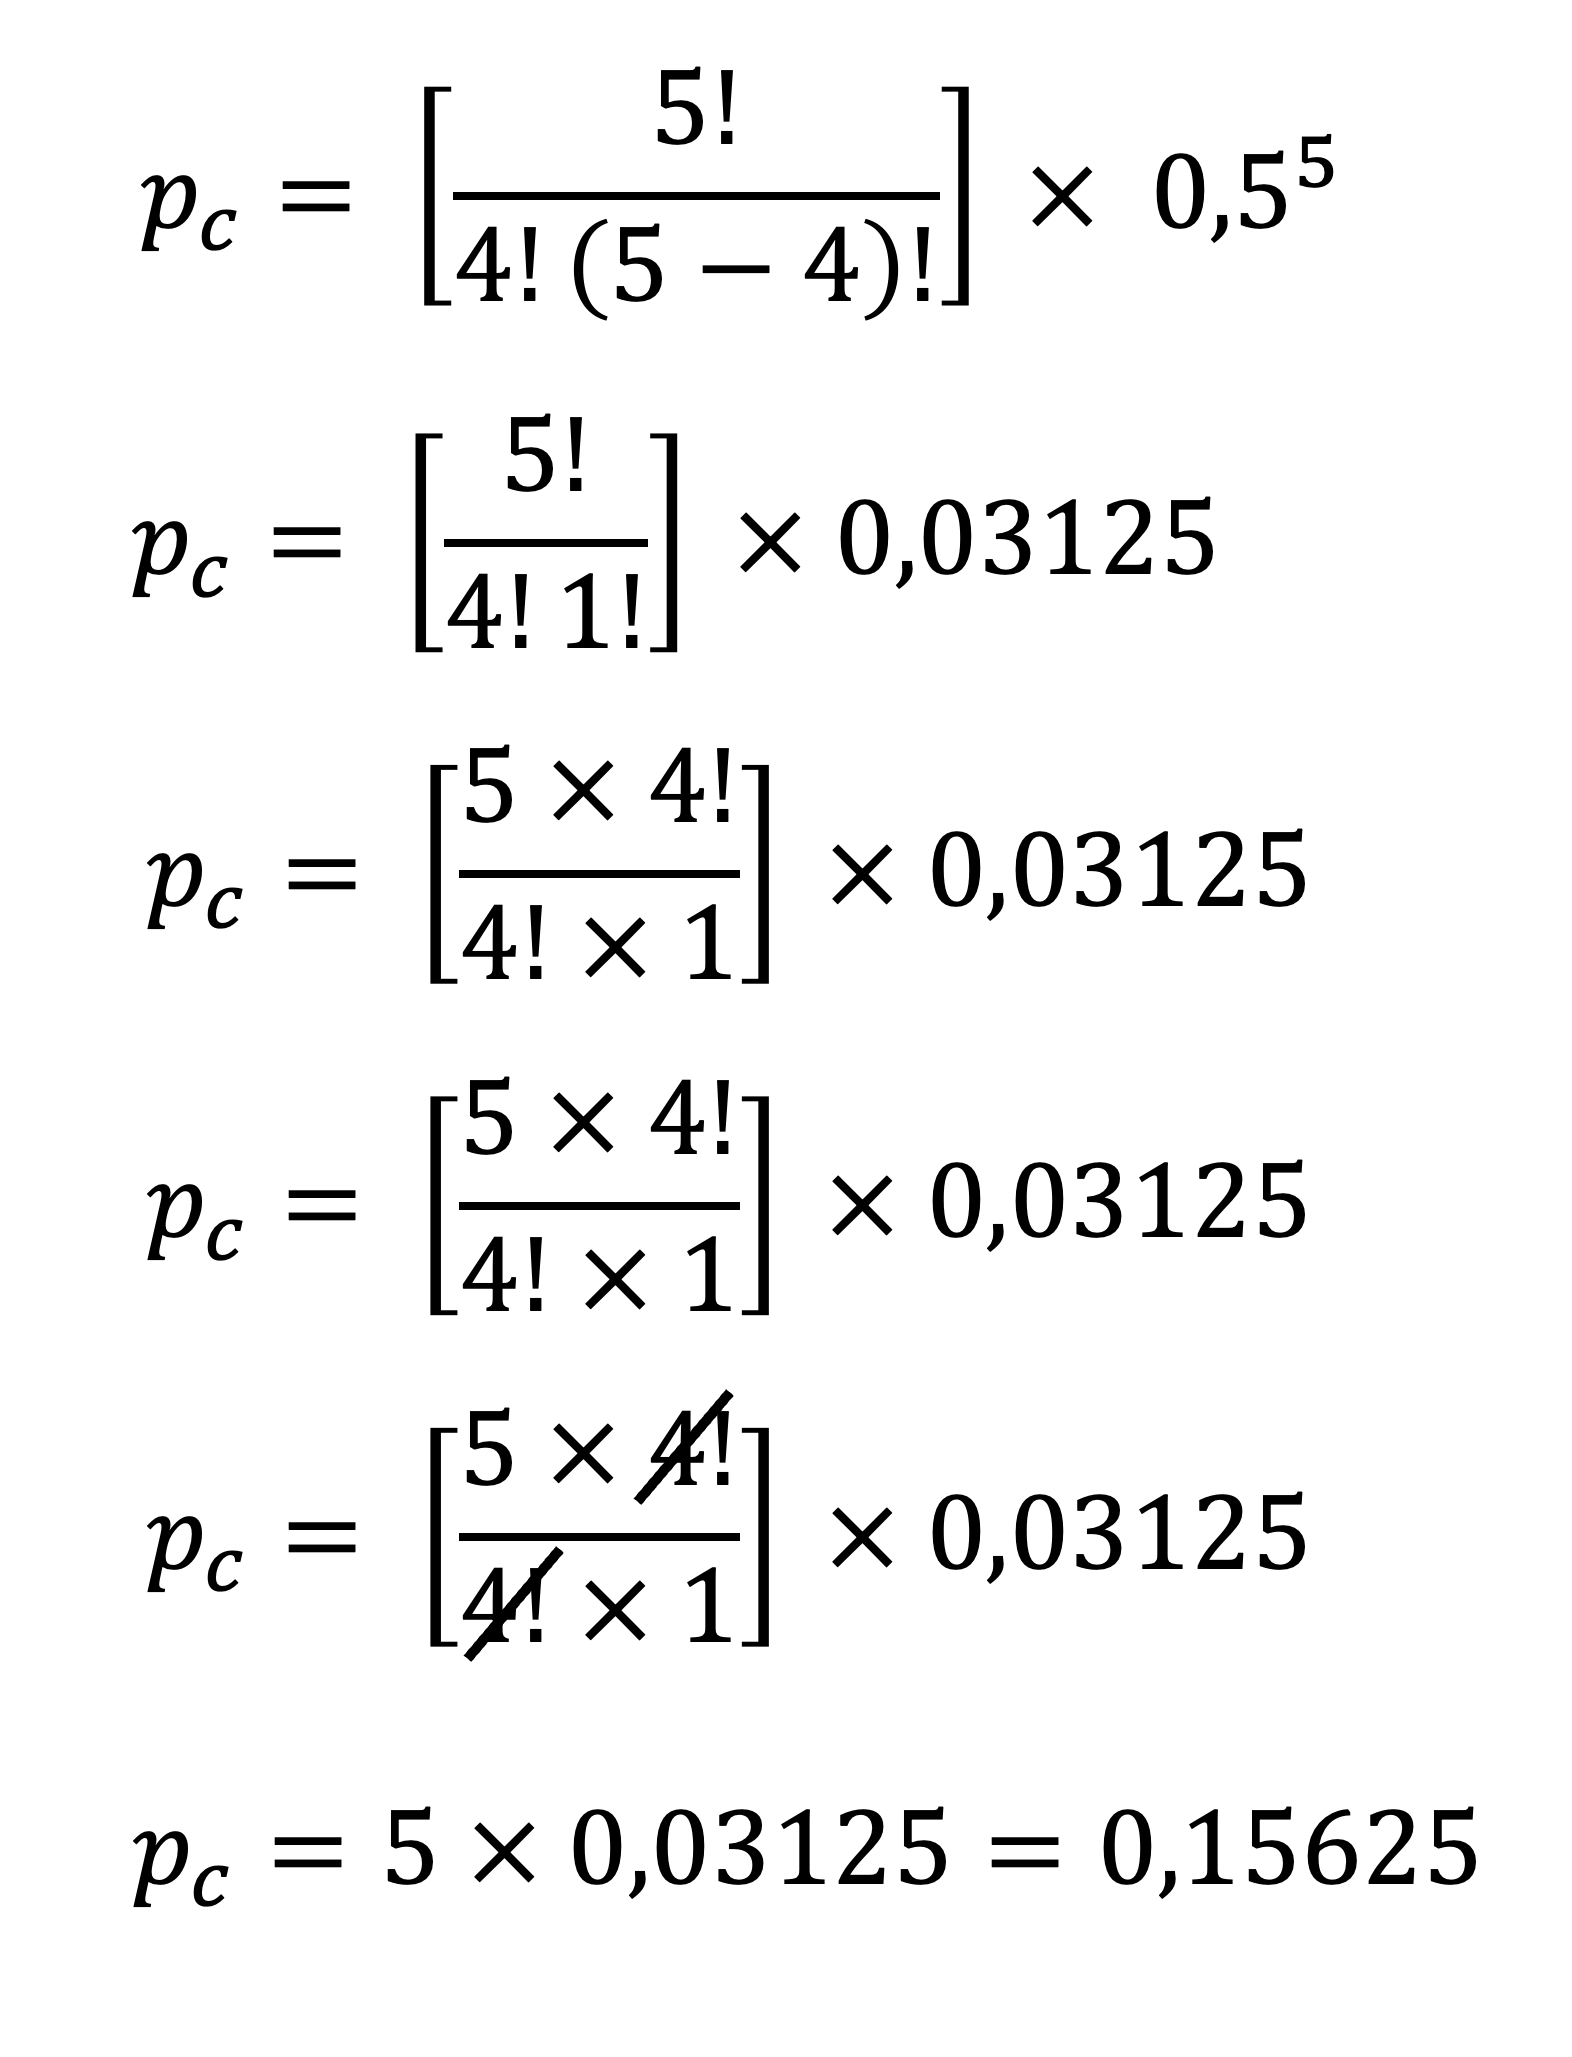 p_c = [5! / 4! (5 − 4)!] × 0,5^5
p_c = [5! / 4! 1!] × 0,03125
p_c = [5 × 4! / 4! × 1] × 0,03125
p_c = [5 × 4! / 4! × 1] × 0,03125
p_c = [5 × 4! / 4! × 1] × 0,03125
p_c = 5 × 0,03125 = 0,15625